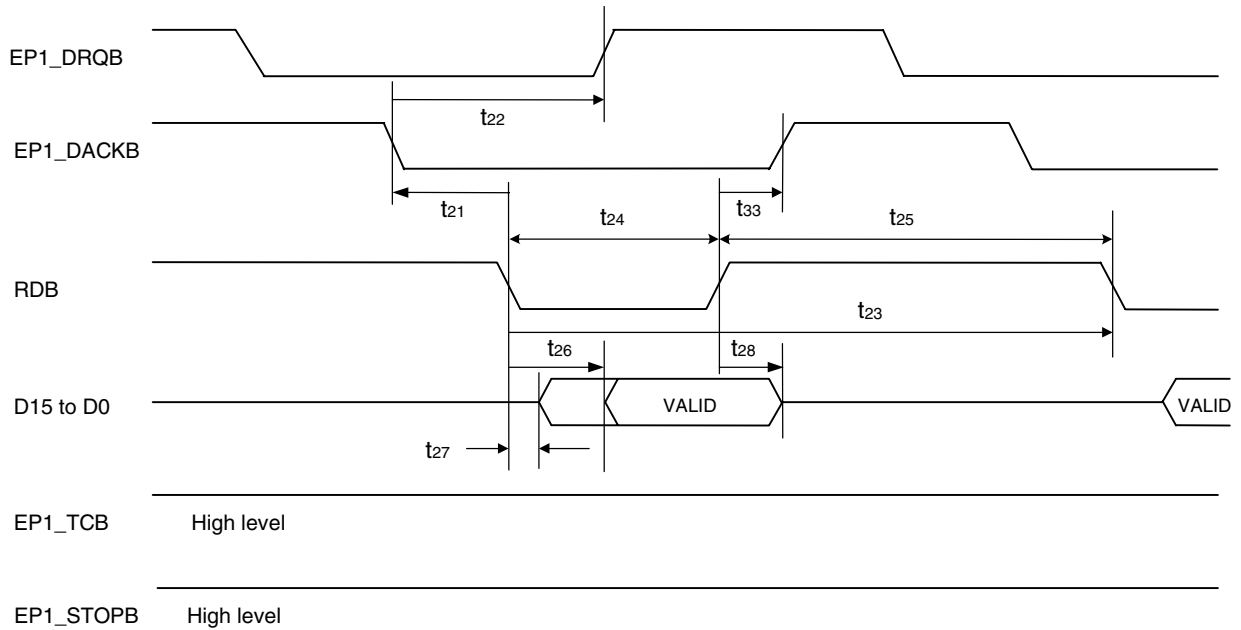 EP1_DRQB
t22
EP1_DACKB
t21
t24
t33
t25
RDB
t23
t26
t28
D15 to D0
VALID
VALID
t27
EP1_TCB High level
EP1_STOPB High level